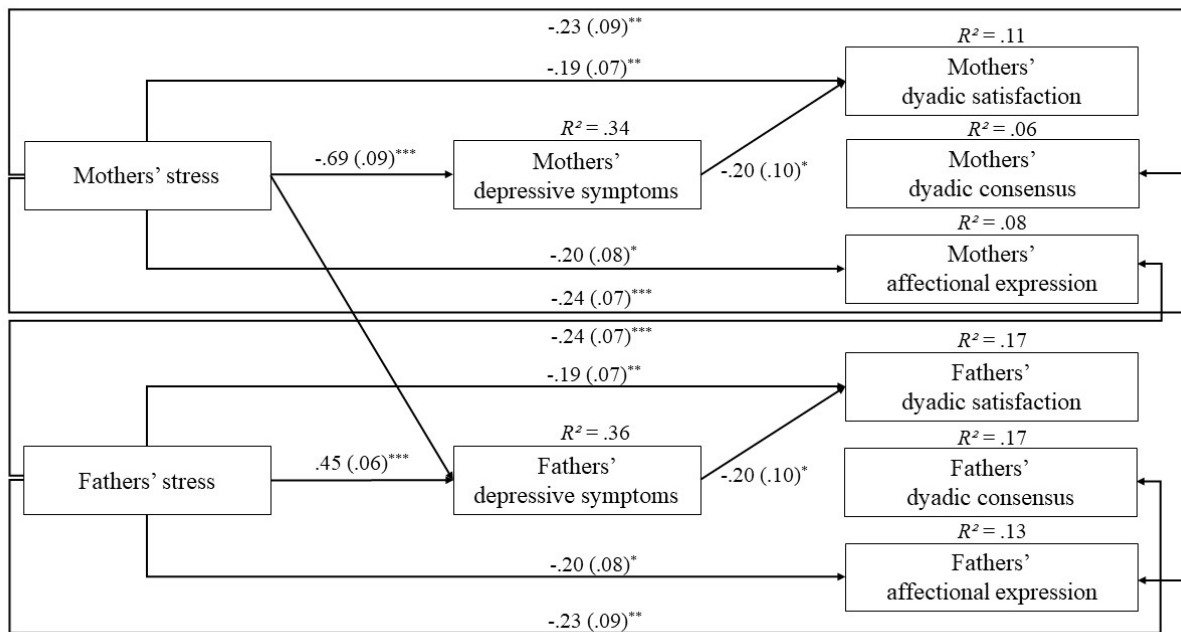 -.23 (.09)**
R² = .11
-.19 (.07)**
Mothers'
dyadic satisfaction
R² = .34
R² = .06
Mothers' stress
-.69 (.09)***
Mothers'
depressive symptoms
-.20 (.10)*
Mothers'
dyadic consensus
R² = .08
-.20 (.08)*
Mothers'
affectional expression
-.24 (.07)***
-.24 (.07)***
R² = .17
-.19 (.07)**
Fathers'
dyadic satisfaction
R² = .36
R² = .17
Fathers' stress
.45 (.06)***
Fathers'
depressive symptoms
-.20 (.10)*
Fathers'
dyadic consensus
R² = .13
-.20 (.08)*
Fathers'
affectional expression
-.23 (.09)**